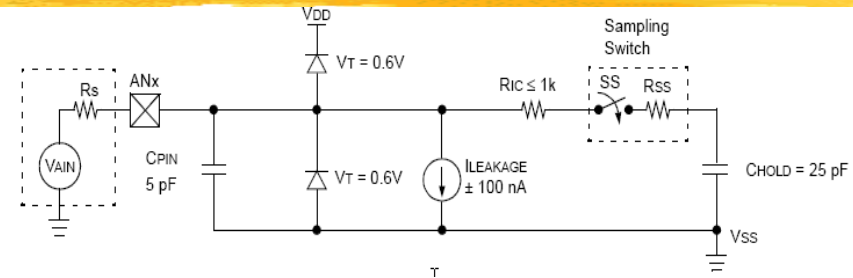 VDD
Sampling
Switch
VT = 0.6V
ANx
Rs
RIC ≤ 1k
SS
RSS
VAIN
CPIN
5 pF
VT = 0.6V
ILEAKAGE
± 100 nA
CHOLD = 25 pF
VSS